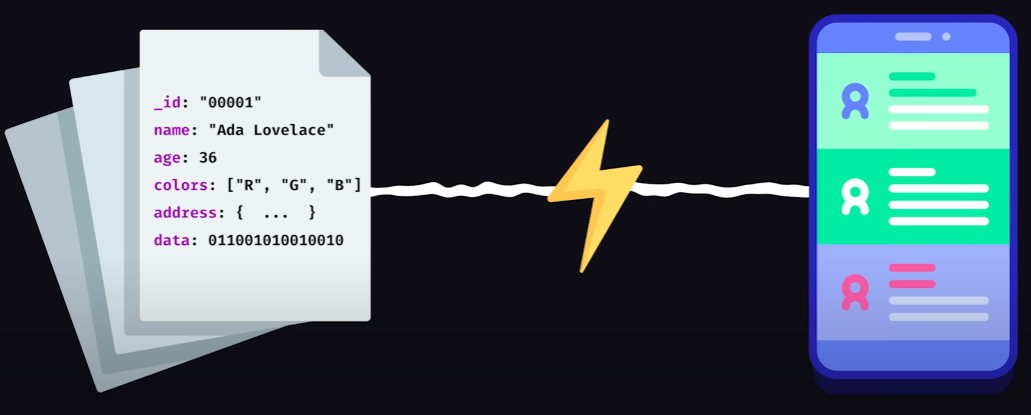 _id: "00001"
name: "Ada Lovelace"
age: 36
colors: ["R", "G", "B"]
address: {  ...  }
data: 011001010010010